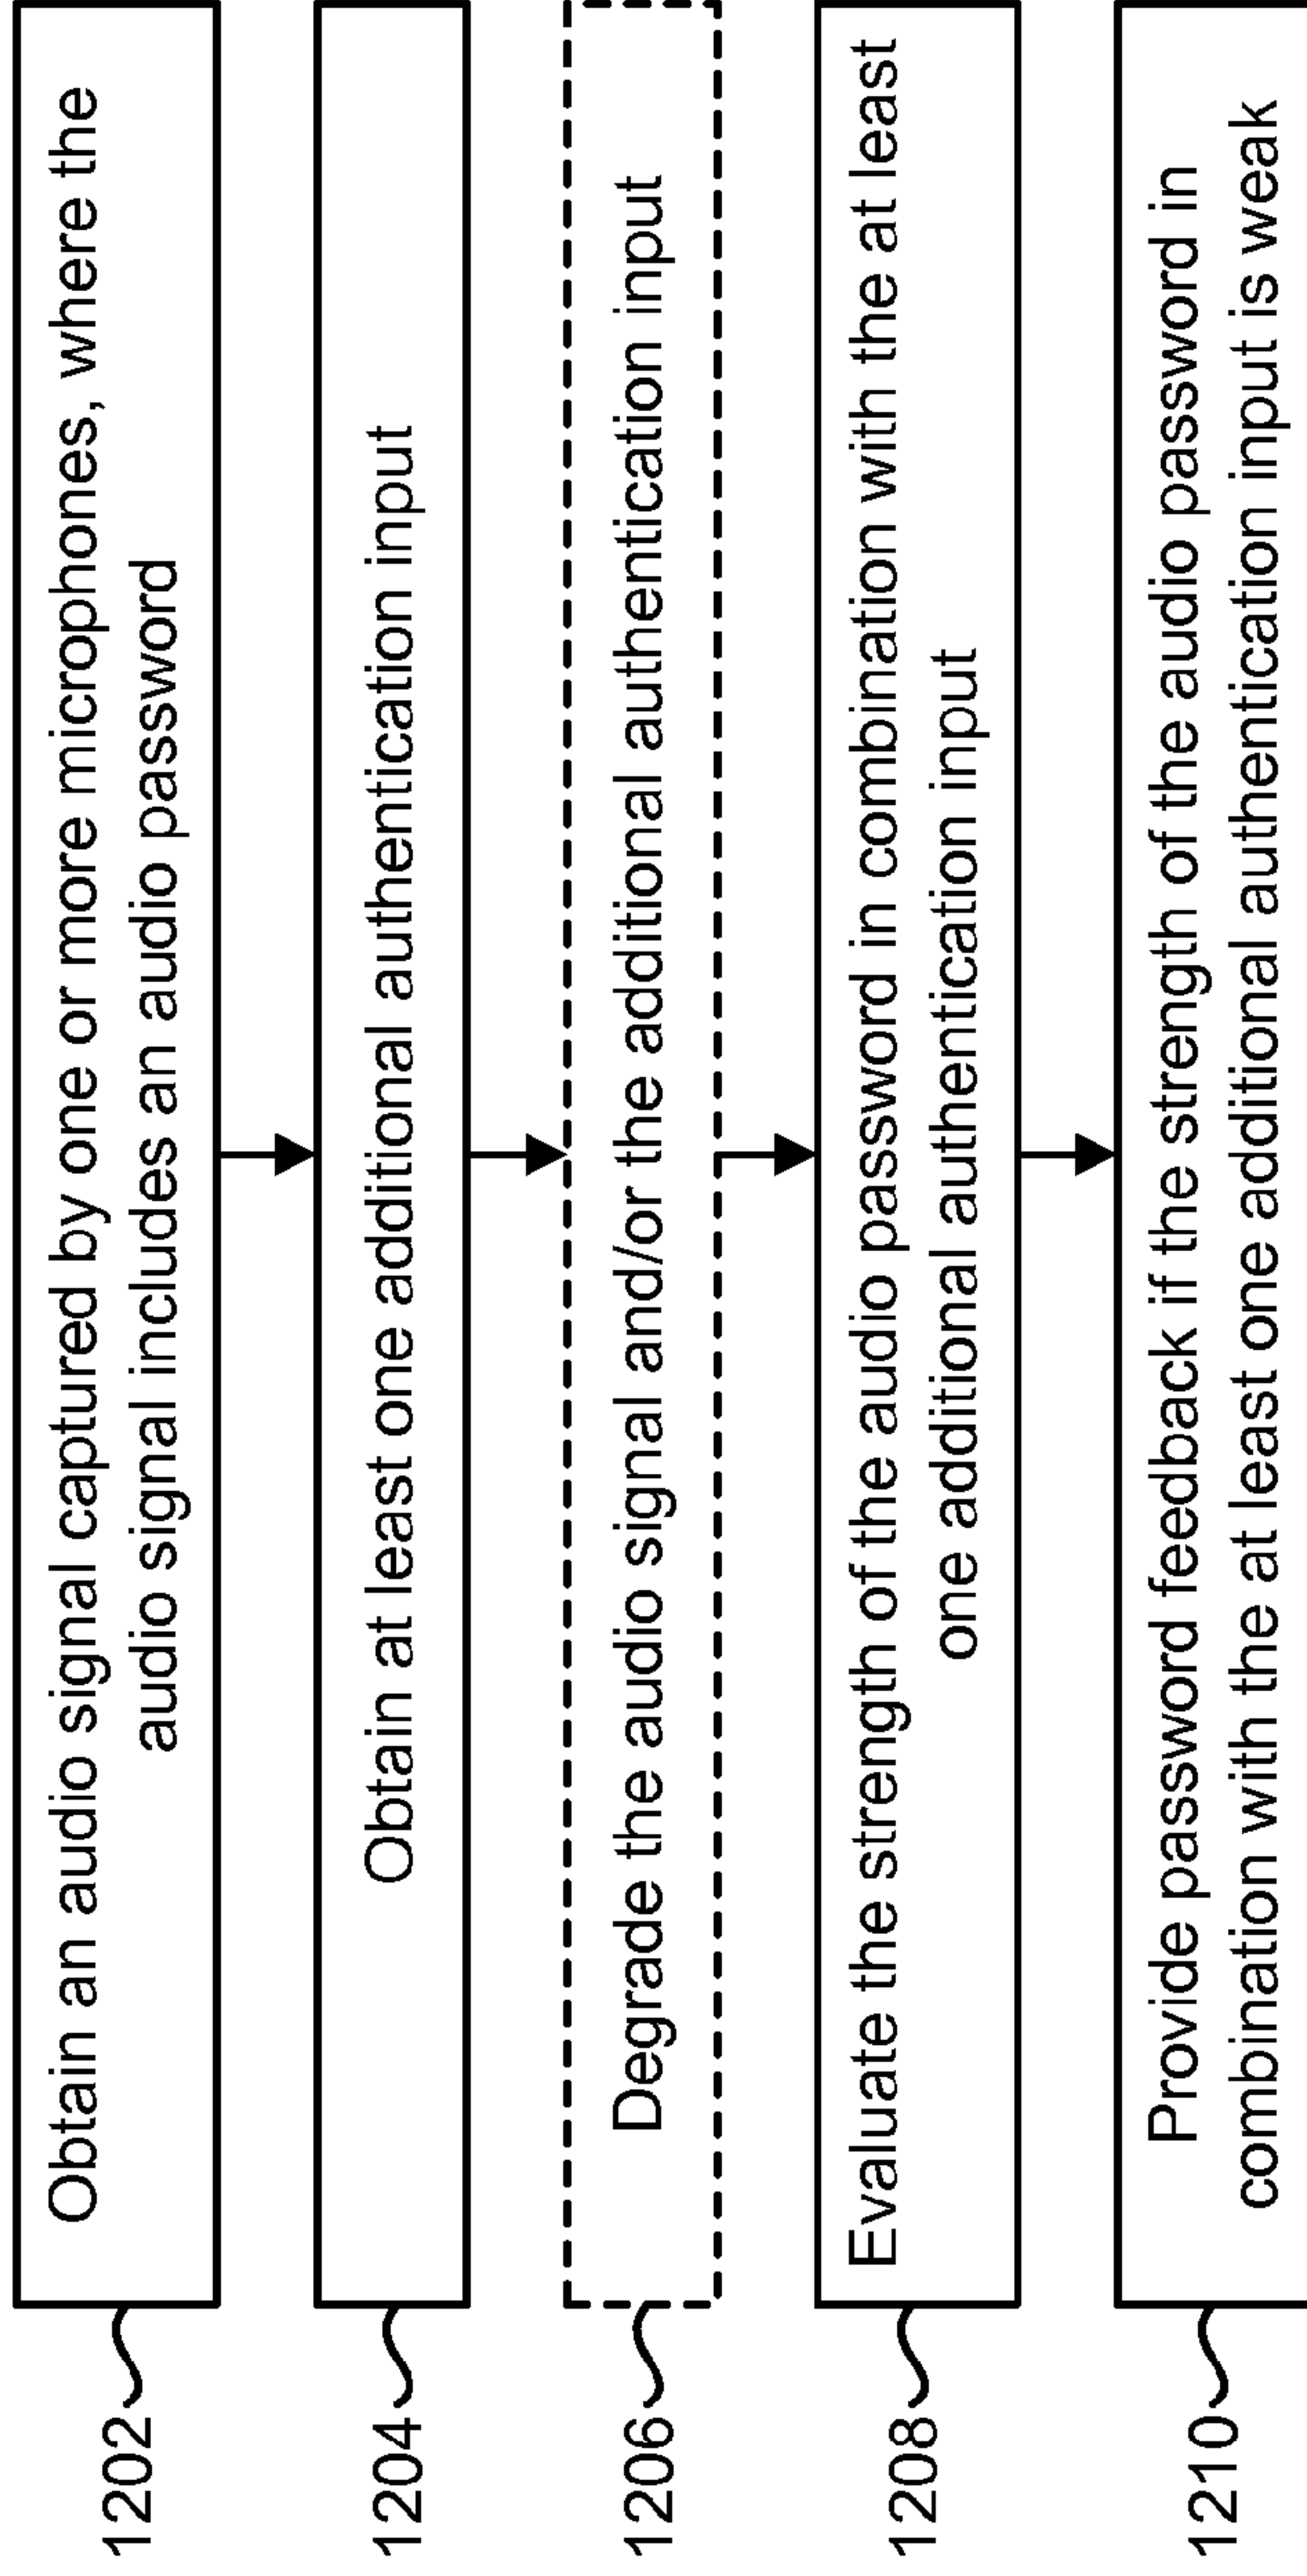 1202
Obtain an audio signal captured by one or more microphones, where the
audio signal includes an audio password
1204
Obtain at least one additional authentication input
1206
Degrade the audio signal and/or the additional authentication input
1208
Evaluate the strength of the audio password in combination with the at least
one additional authentication input
1210
Provide password feedback if the strength of the audio password in
combination with the at least one additional authentication input is weak